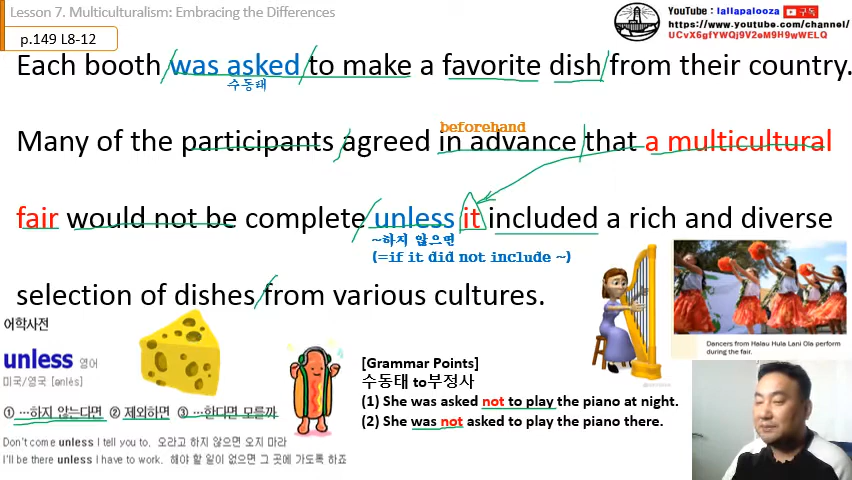 Lesson 7. Multiculturalism: Embracing the Differences
YouTube : lallapalooza 구독
https://www.youtube.com/channel/
UCvX6gfYWQj9V2eM9H9wWELQ
p.149 L8-12
Each booth was asked to make a favorite dish from their country.
수동태
beforehand
Many of the participants agreed in advance that a multicultural
fair would not be complete unless it included a rich and diverse
~하지 않으면
(=if it did not include ~)
selection of dishes from various cultures.
어학사전
unless 영어
미국/영국 [ənlés]
① …하지 않는다면 ② 제외하면 ③ …한다면 모를까
Don't come unless I tell you to. 오라고 하지 않으면 오지 마라
I'll be there unless I have to work. 해야 할 일이 없으면 그 곳에 가도록 하죠
[Grammar Points]
수동태 to부정사
(1) She was asked not to play the piano at night.
(2) She was not asked to play the piano there.
Dancers from Halau Hula Lani Ola perform
during the fair.